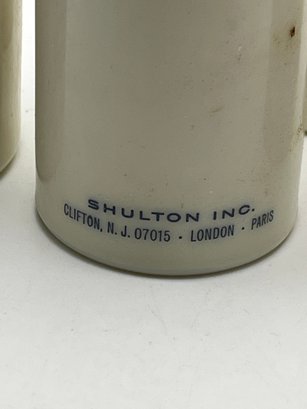 SHULTON INC.
CLIFTON, N. J. 07015 · LONDON · PARIS